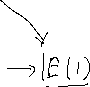 → E(1)